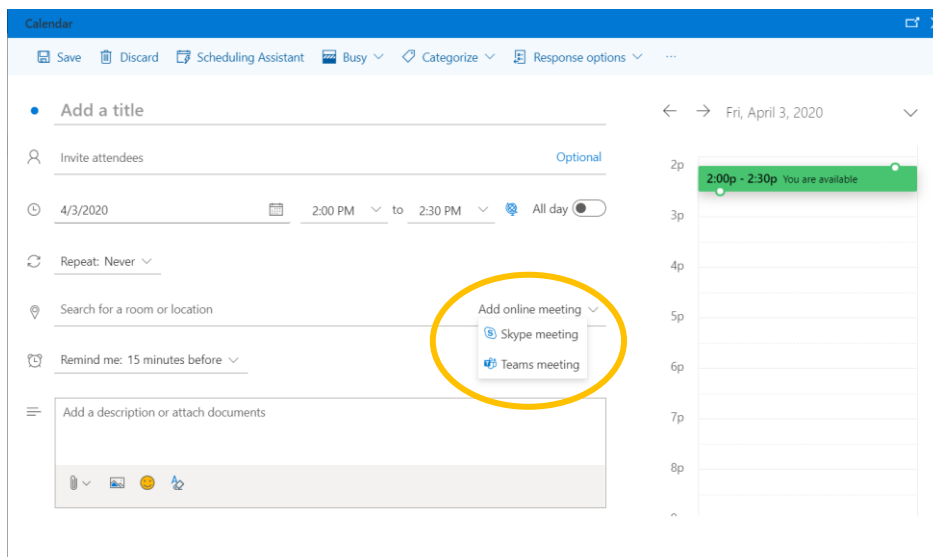 Calendar
Save Discard Scheduling Assistant Busy Categorize Response options ...
Add a title
Invite attendees Optional
4/3/2020 2:00 PM to 2:30 PM All day
Repeat: Never
Search for a room or location Add online meeting
Skype meeting
Teams meeting
Remind me: 15 minutes before
Add a description or attach documents
Fri, April 3, 2020
2p
2:00p - 2:30p You are available
3p
4p
5p
6p
7p
8p